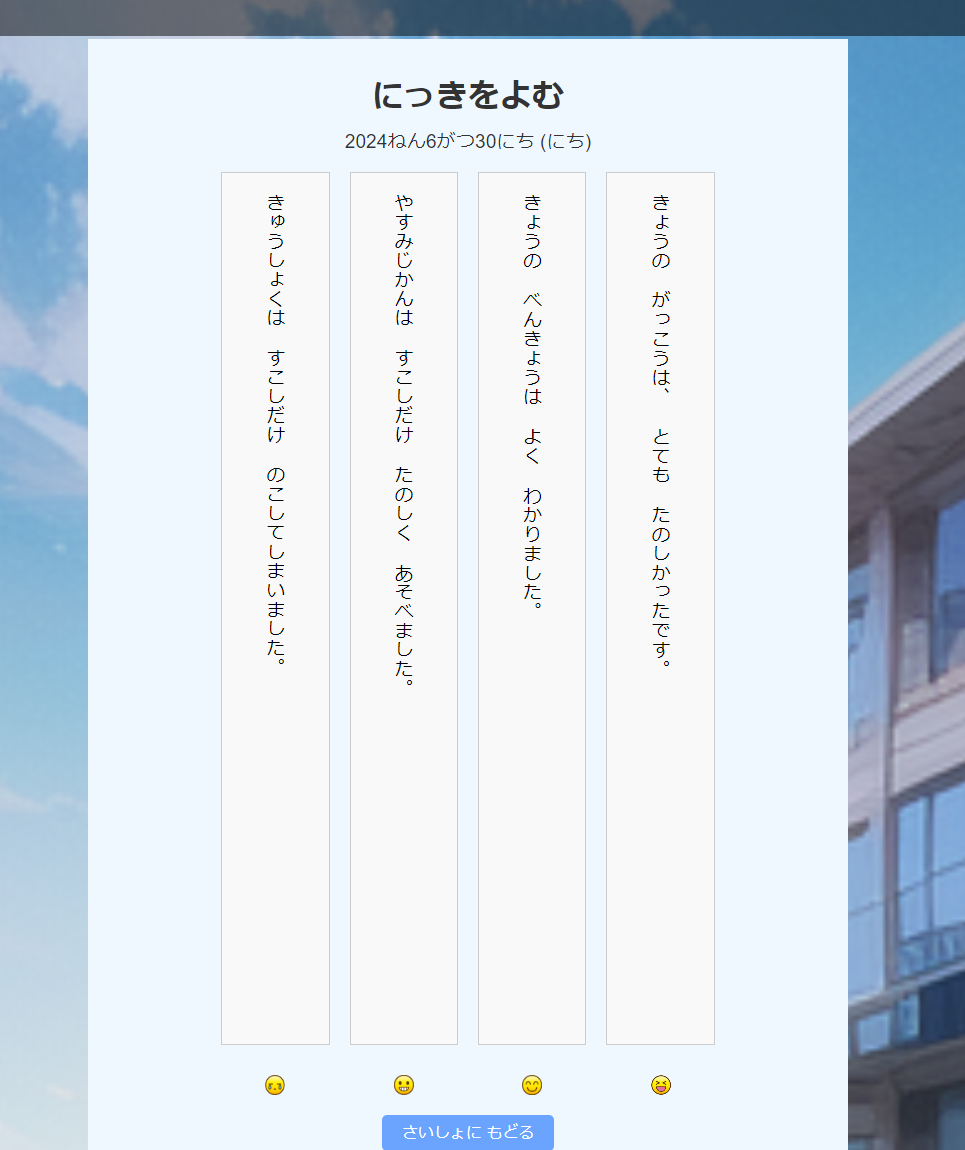 にっきをよむ
2024ねん6がつ30にち (にち)
きょうの　がっこうは、　とても　たのしかったです。
きょうの　べんきょうは　よく　わかりました。
やすみじかんは　すこしだけ　たのしく　あそべました。
きゅうしょくは　すこしだけ　のこしてしまいました。
さいしょに もどる